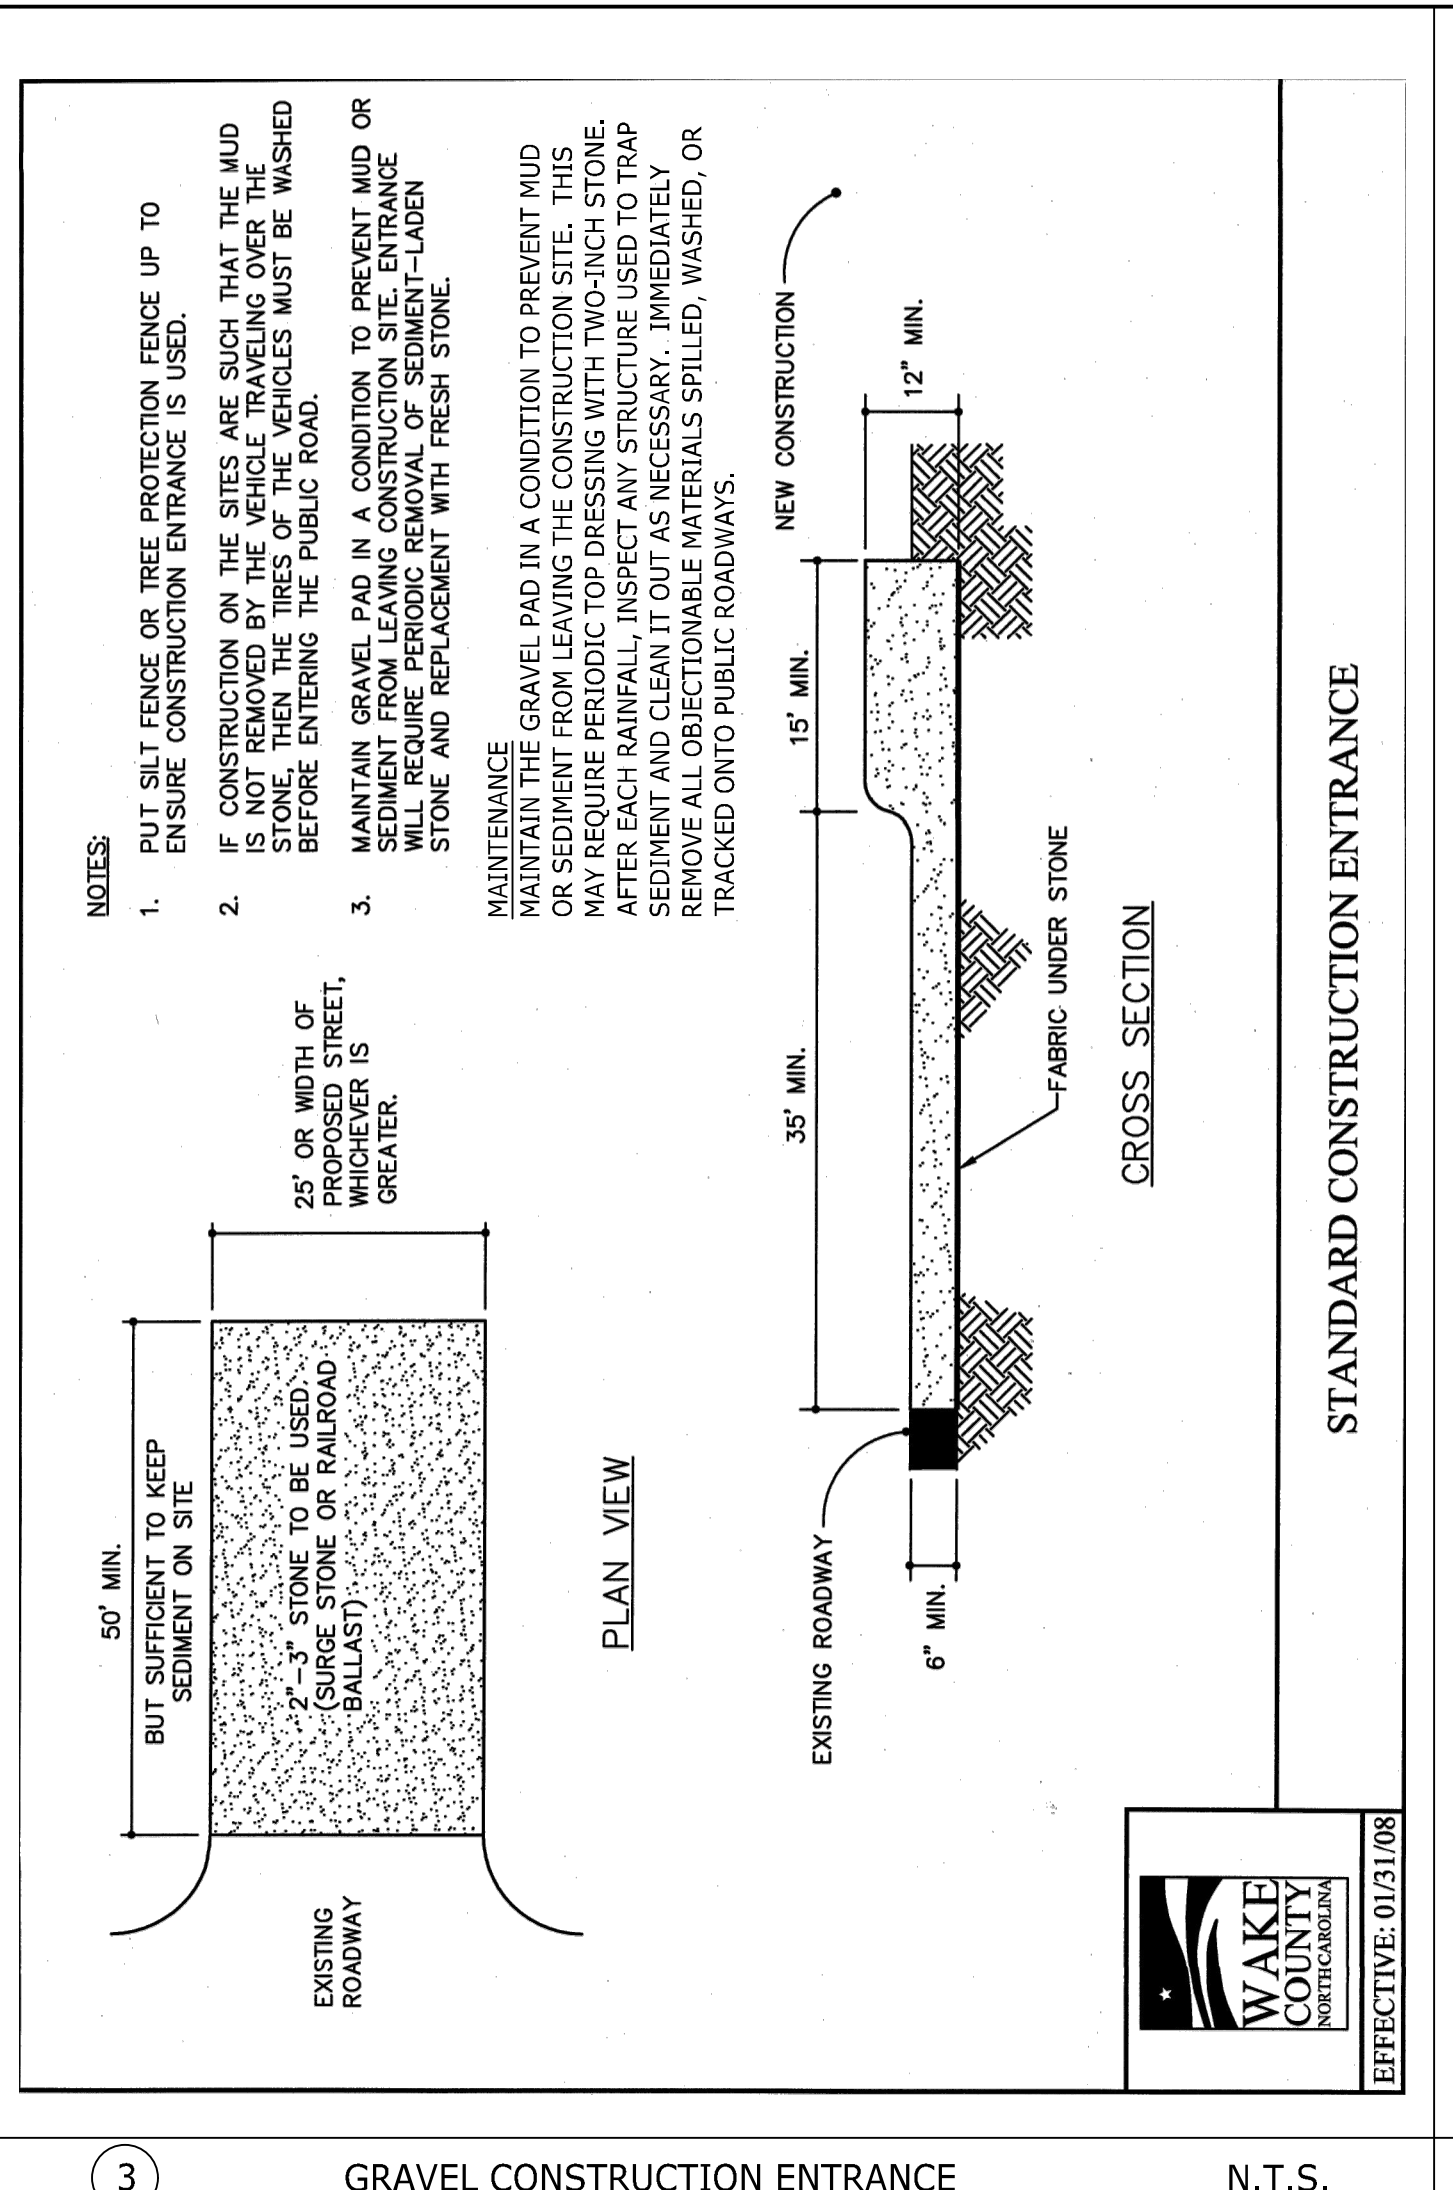 NOTES:
1. PUT SILT FENCE OR TREE PROTECTION FENCE UP TO
ENSURE CONSTRUCTION ENTRANCE IS USED.
2. IF CONSTRUCTION ON THE SITES ARE SUCH THAT THE MUD
IS NOT REMOVED BY THE VEHICLE TRAVELING OVER THE
STONE, THEN THE TIRES OF THE VEHICLES MUST BE WASHED
BEFORE ENTERING THE PUBLIC ROAD.
3. MAINTAIN GRAVEL PAD IN A CONDITION TO PREVENT MUD OR
SEDIMENT FROM LEAVING CONSTRUCTION SITE. ENTRANCE
WILL REQUIRE PERIODIC REMOVAL OF SEDIMENT-LADEN
STONE AND REPLACEMENT WITH FRESH STONE.
MAINTENANCE
MAINTAIN THE GRAVEL PAD IN A CONDITION TO PREVENT MUD
OR SEDIMENT FROM LEAVING THE CONSTRUCTION SITE. THIS
MAY REQUIRE PERIODIC TOP DRESSING WITH TWO-INCH STONE.
AFTER EACH RAINFALL, INSPECT ANY STRUCTURE USED TO TRAP
SEDIMENT AND CLEAN IT OUT AS NECESSARY. IMMEDIATELY
REMOVE ALL OBJECTIONABLE MATERIALS SPILLED, WASHED, OR
TRACKED ONTO PUBLIC ROADWAYS.
50' MIN.
BUT SUFFICIENT TO KEEP
SEDIMENT ON SITE
2"-3" STONE TO BE USED
(SURGE STONE OR RAILROAD
BALLAST)
25' OR WIDTH OF
PROPOSED STREET,
WHICHEVER IS
GREATER.
EXISTING
ROADWAY
PLAN VIEW
NEW CONSTRUCTION
15' MIN.
35' MIN.
12" MIN.
EXISTING ROADWAY
6" MIN.
FABRIC UNDER STONE
CROSS SECTION
WAKE
COUNTY
NORTH CAROLINA
EFFECTIVE: 01/31/08
STANDARD CONSTRUCTION ENTRANCE
3 GRAVEL CONSTRUCTION ENTRANCE N.T.S.